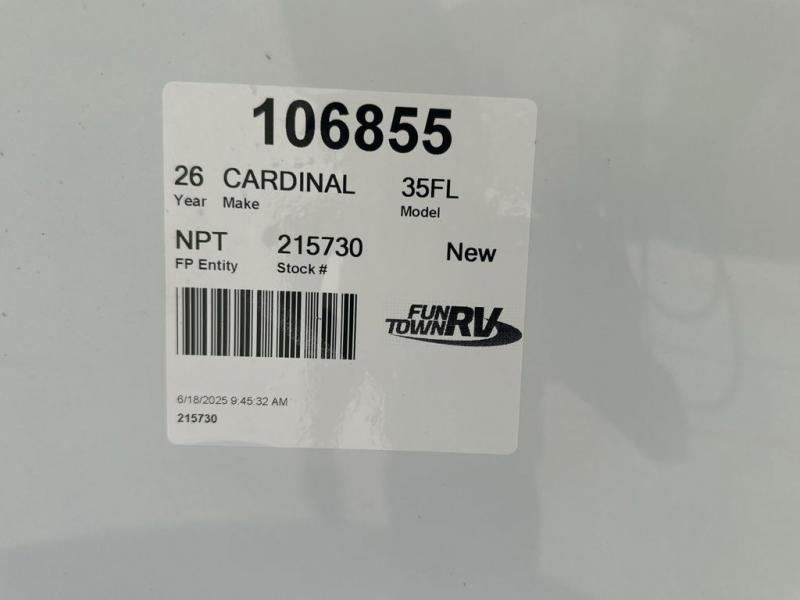 106855
26 CARDINAL 35FL
Year Make Model
NPT 215730 New
FP Entity Stock #
FUN
TOWN RV
6/18/2025 9:45:32 AM
215730